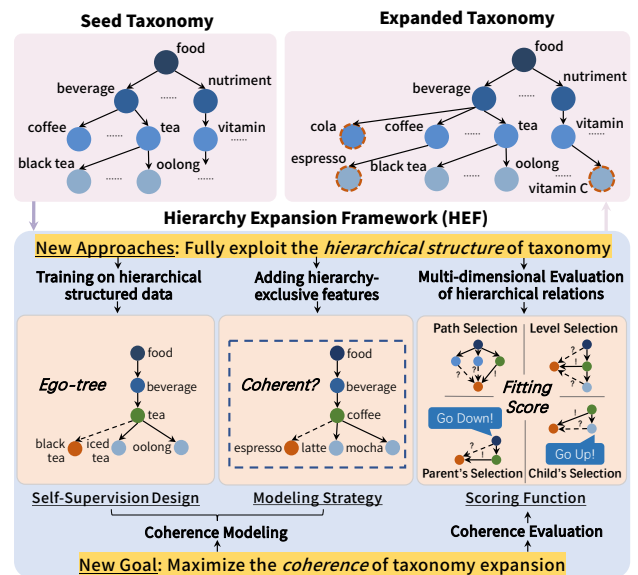 Seed Taxonomy
food
beverage
nutriment
......
coffee
......
tea
vitamin
black tea
......
oolong
......
......
Expanded Taxonomy
food
beverage
nutriment
......
cola
coffee
......
tea
vitamin
espresso
black tea
......
oolong
......
vitamin C
Hierarchy Expansion Framework (HEF)
New Approaches: Fully exploit the hierarchical structure of taxonomy
Training on hierarchical
structured data
Adding hierarchy-
exclusive features
Multi-dimensional Evaluation
of hierarchical relations
food
Ego-tree
beverage
tea
black
tea
iced
tea
oolong
food
Coherent?
beverage
coffee
espresso
latte
mocha
Path Selection
Level Selection
?
?
!
?
!
?
Fitting
Score
Go Down!
?
!
Parent's Selection
!
?
Go Up!
Child's Selection
Self-Supervision Design
Modeling Strategy
Scoring Function
Coherence Modeling
Coherence Evaluation
New Goal: Maximize the coherence of taxonomy expansion